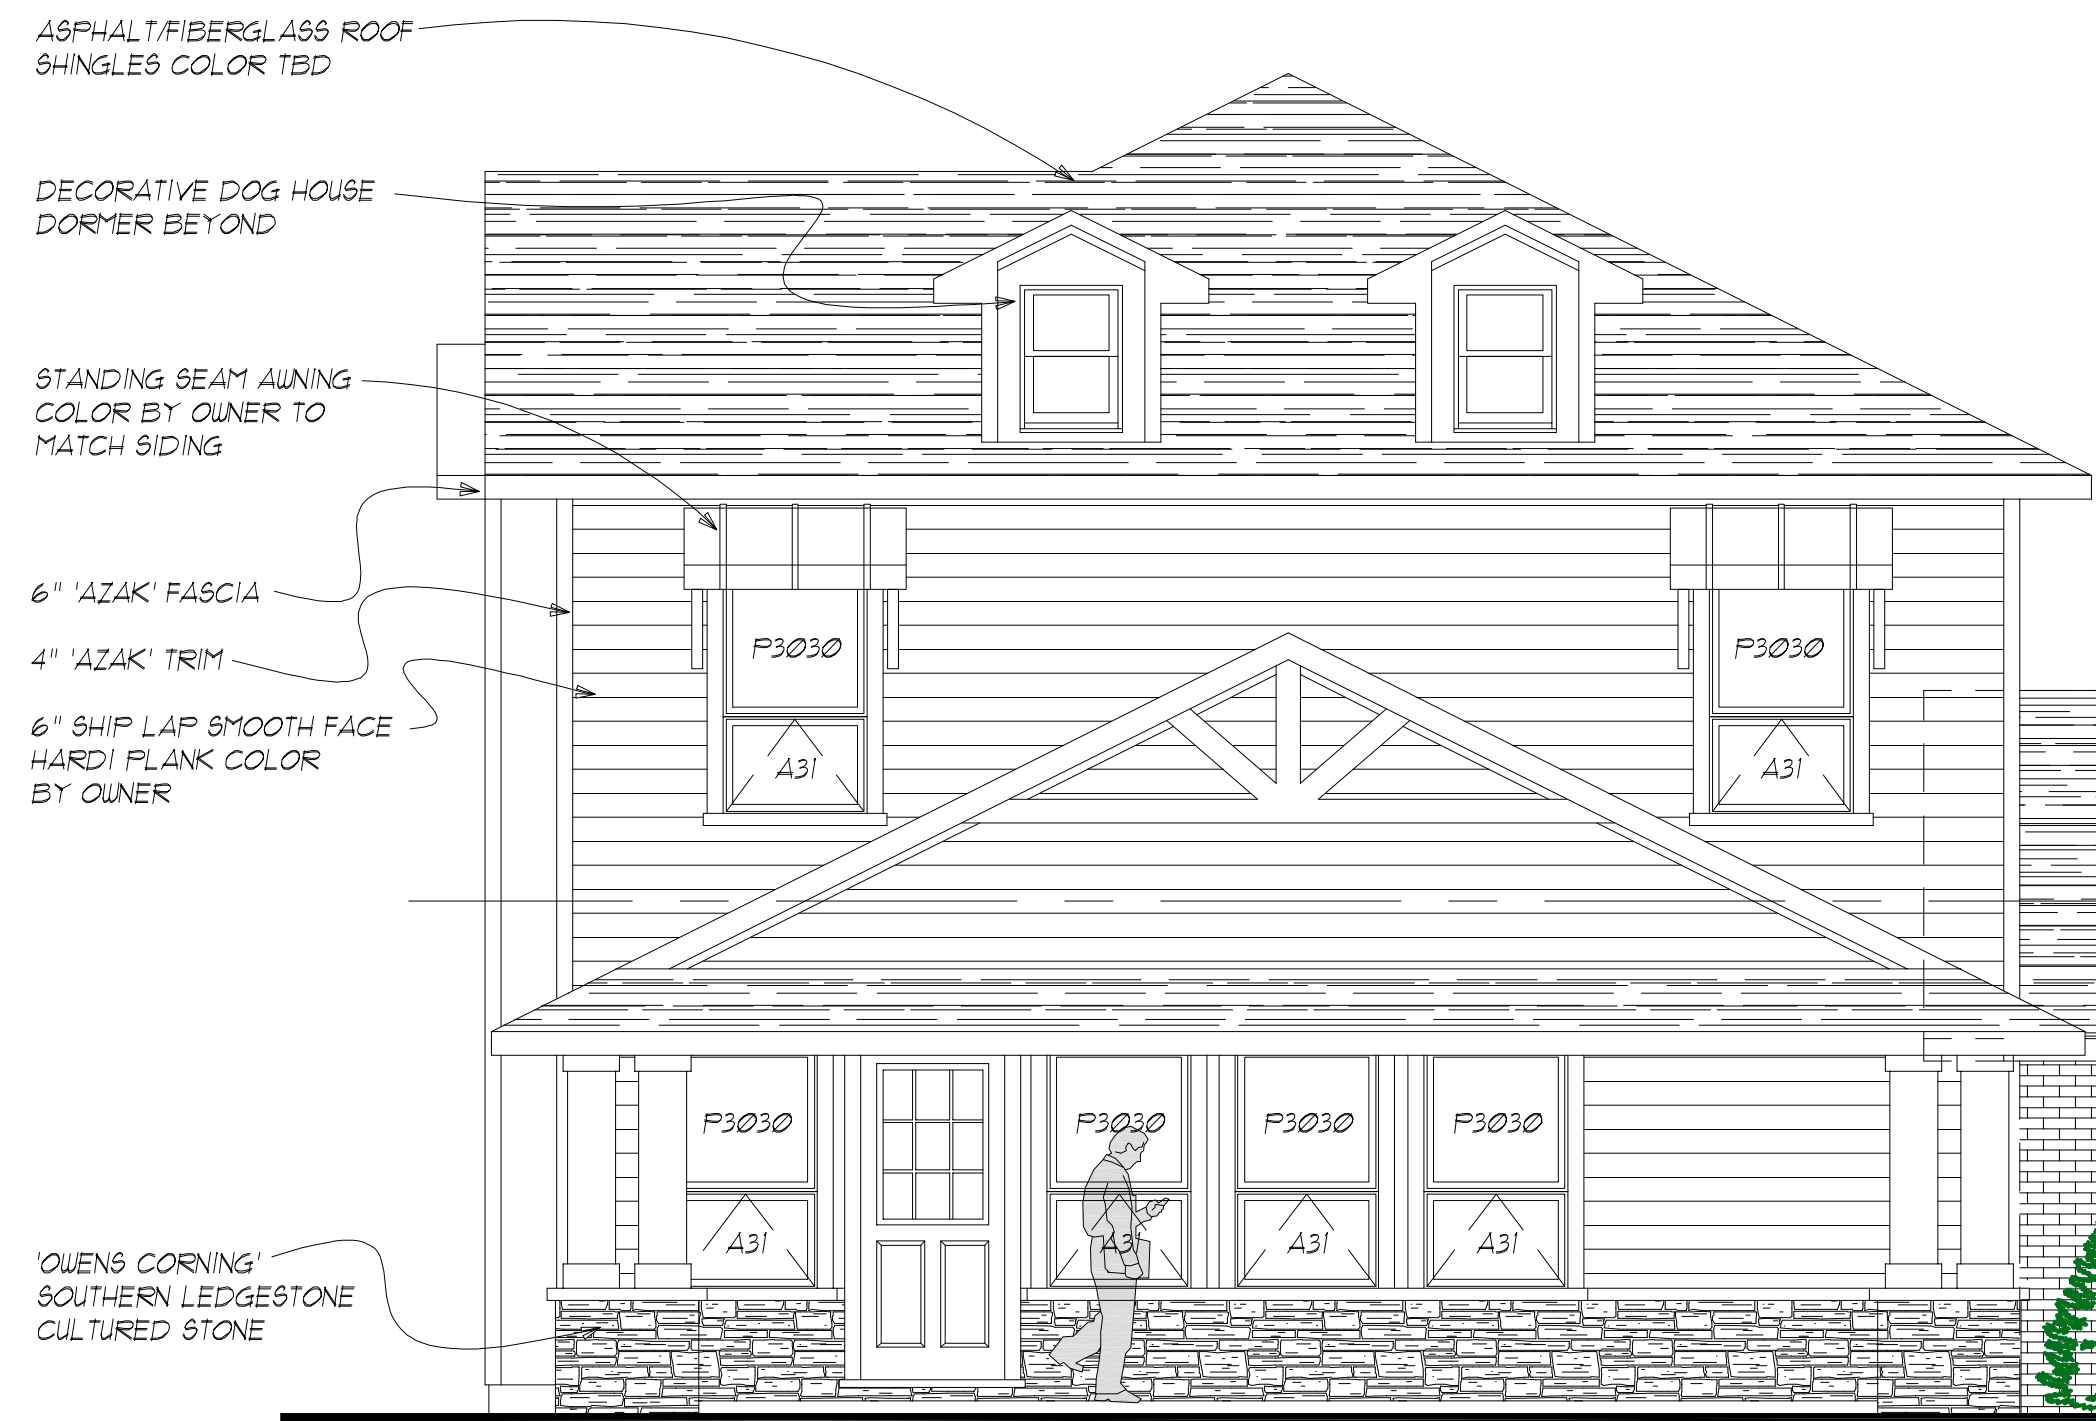 ASPHALT/FIBERGLASS ROOF
SHINGLES COLOR TBD
DECORATIVE DOG HOUSE
DORMER BEYOND
STANDING SEAM AWNING
COLOR BY OWNER TO
MATCH SIDING
6" 'AZAK' FASCIA
4" 'AZAK' TRIM
6" SHIP LAP SMOOTH FACE
HARDI PLANK COLOR
BY OWNER
'OWENS CORNING'
SOUTHERN LEDGESTONE
CULTURED STONE
P3030
P3030
A31
A31
P3030
P3030
P3030
P3030
A31
A31
A31
A31